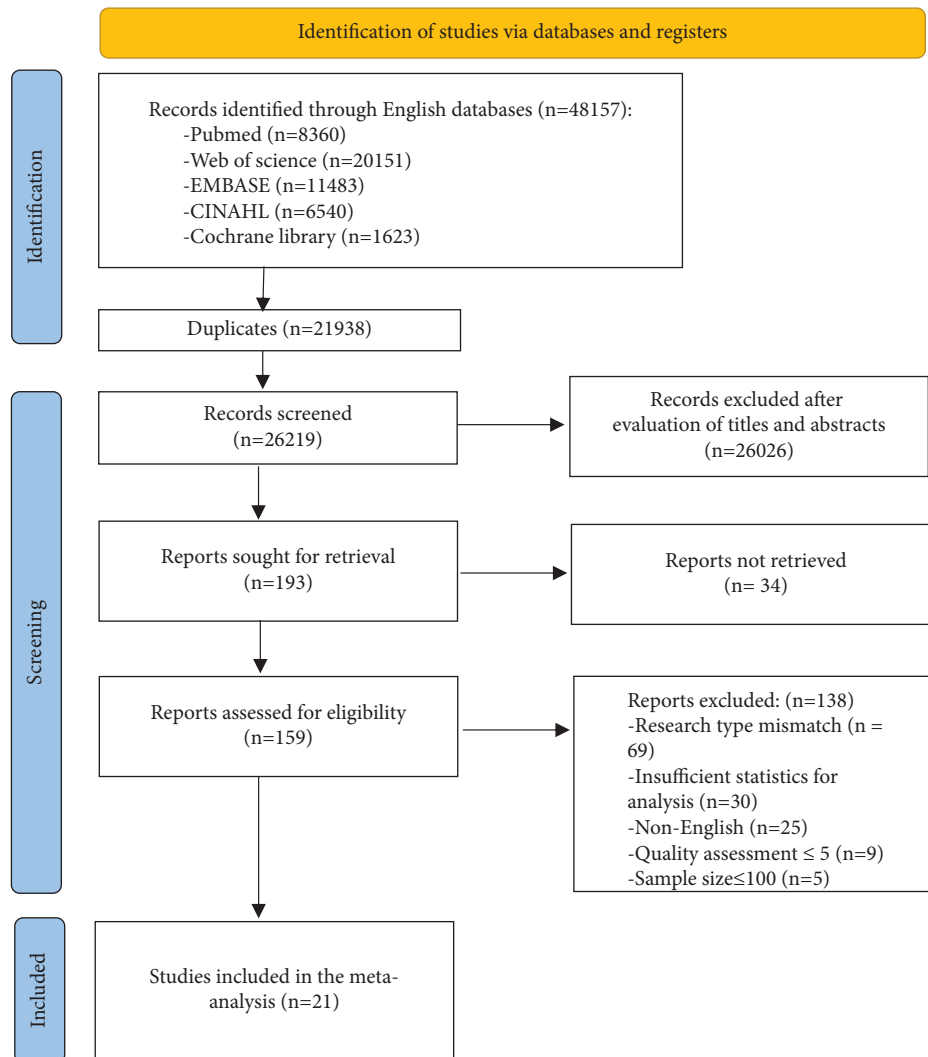 Identification of studies via databases and registers
Identification
Records identified through English databases (n=48157):
-Pubmed (n=8360)
-Web of science (n=20151)
-EMBASE (n=11483)
-CINAHL (n=6540)
-Cochrane library (n=1623)
Duplicates (n=21938)
Screening
Records screened
(n=26219)
Records excluded after
evaluation of titles and abstracts
(n=26026)
Reports sought for retrieval
(n=193)
Reports not retrieved
(n= 34)
Reports assessed for eligibility
(n=159)
Reports excluded: (n=138)
-Research type mismatch (n =
69)
-Insufficient statistics for
analysis (n=30)
-Non-English (n=25)
-Quality assessment ≤ 5 (n=9)
-Sample size≤100 (n=5)
Included
Studies included in the meta-
analysis (n=21)